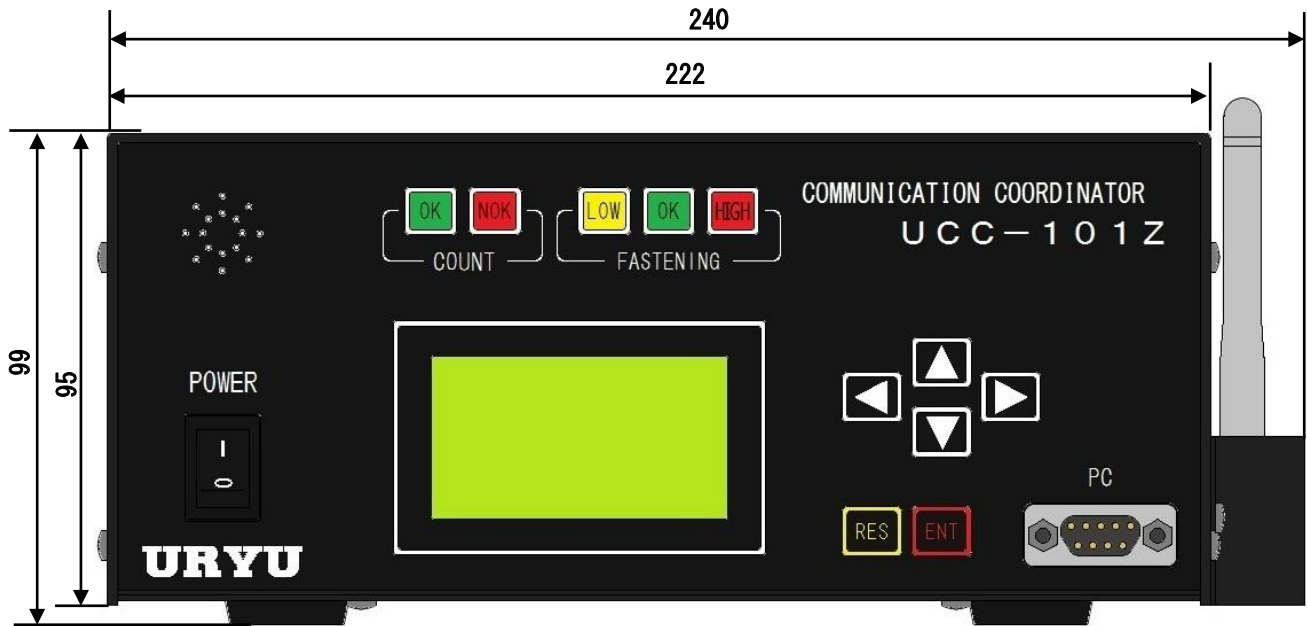 240
222
OK NOK LOW OK HIGH
COUNT FASTENING
COMMUNICATION COORDINATOR
UCC-101Z
99
95
POWER
I
O
PC
RES ENT
URYU